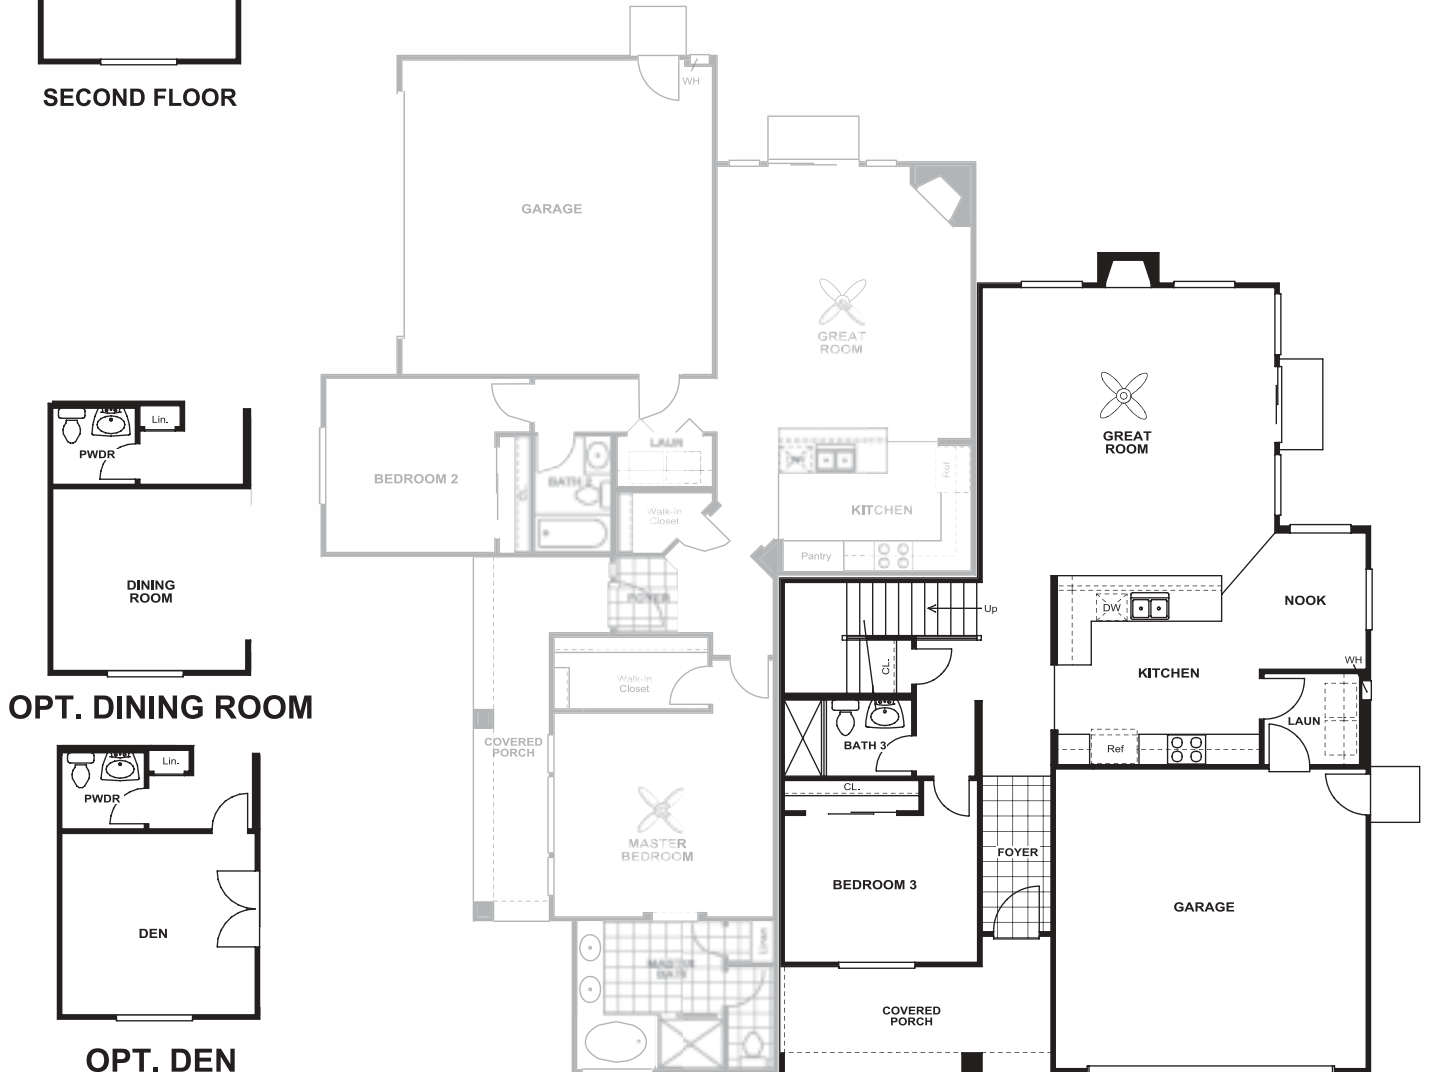 SECOND FLOOR
WH
GARAGE
GREAT
ROOM
LAUN
BEDROOM 2
CL.
BATH 2
Walk-in
Closet
Ref
KITCHEN
Pantry
FOYER
Walk-in
Closet
COVERED
PORCH
MASTER
BEDROOM
MASTER
BATH
Linen
GREAT
ROOM
Up
DW
NOOK
CL.
KITCHEN
WH
LAUN
Ref
BATH 3
CL.
BEDROOM 3
FOYER
GARAGE
COVERED
PORCH
Lin.
PWDR
DINING
ROOM
OPT. DINING ROOM
Lin.
PWDR
DEN
OPT. DEN